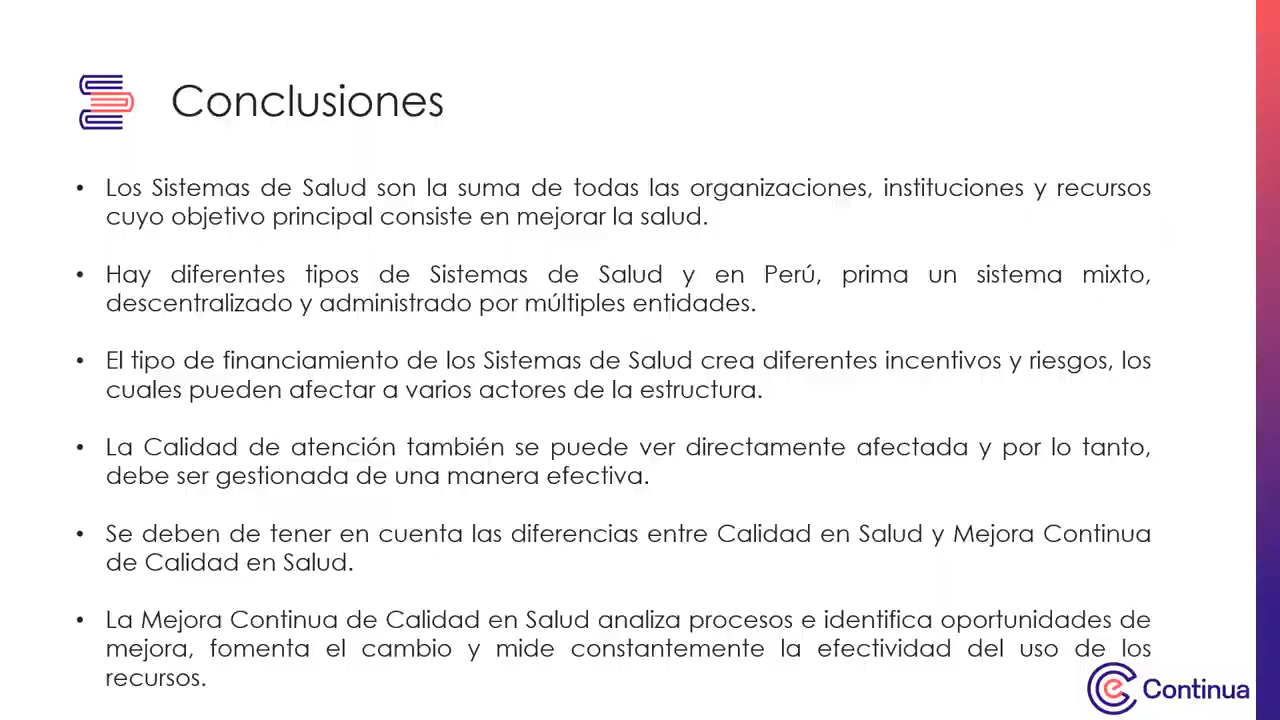 Conclusiones
• Los Sistemas de Salud son la suma de todas las organizaciones, instituciones y recursos
cuyo objetivo principal consiste en mejorar la salud.
• Hay diferentes tipos de Sistemas de Salud y en Perú, prima un sistema mixto,
descentralizado y administrado por múltiples entidades.
• El tipo de financiamiento de los Sistemas de Salud crea diferentes incentivos y riesgos, los
cuales pueden afectar a varios actores de la estructura.
• La Calidad de atención también se puede ver directamente afectada y por lo tanto,
debe ser gestionada de una manera efectiva.
• Se deben de tener en cuenta las diferencias entre Calidad en Salud y Mejora Continua
de Calidad en Salud.
• La Mejora Continua de Calidad en Salud analiza procesos e identifica oportunidades de
mejora, fomenta el cambio y mide constantemente la efectividad del uso de los
recursos.
e Continua